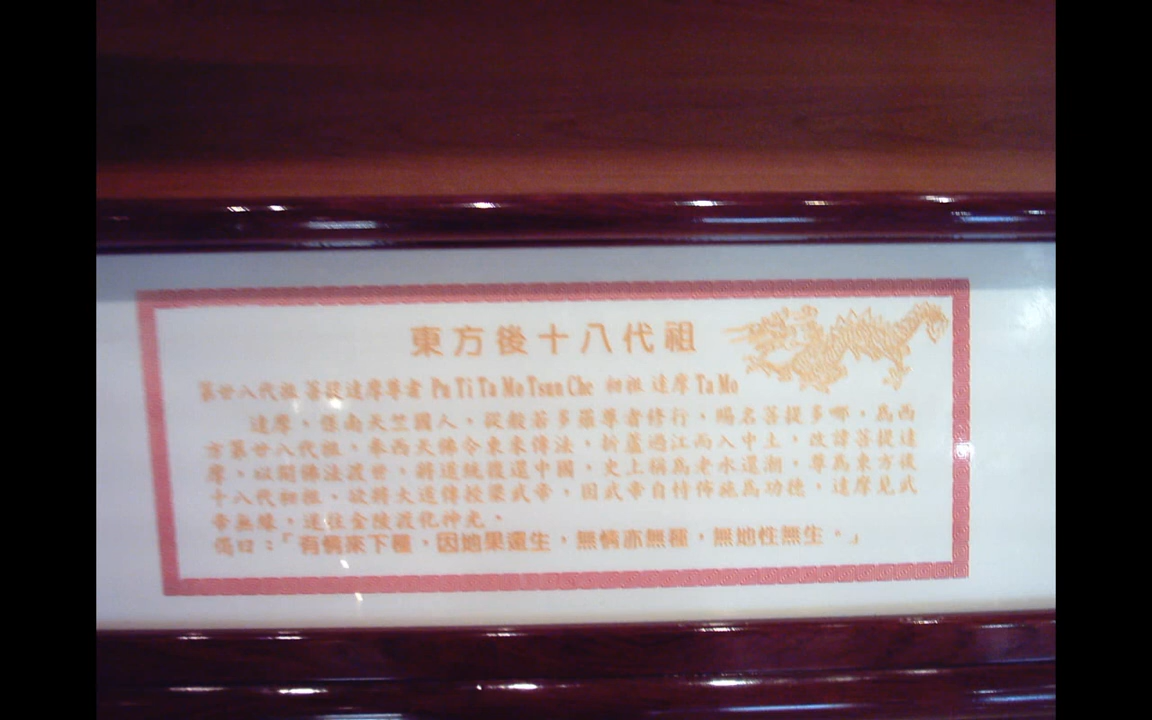 東方後十八代祖
第廿八代祖 菩提達摩尊者 Pu Ti Ta Mo Tsun Che 初祖 達摩 Ta Mo
達摩，係南天竺國人，從般若多羅尊者修行，賜名菩提多哪，為西
方第廿八代祖，奉西天佛令東來傳法，折蘆過江而入中土，改諱菩提達
摩，以闡佛法渡世，將道統復還中國，史上稱為老水還潮，尊為東方後
十八代初祖，欲將大道傳授梁武帝，因武帝自恃佈施為功德，達摩見武
帝無緣，遂往金陵渡化神光。
偈曰：「有情來下種，因地果還生，無情亦無種，無地性無生。」